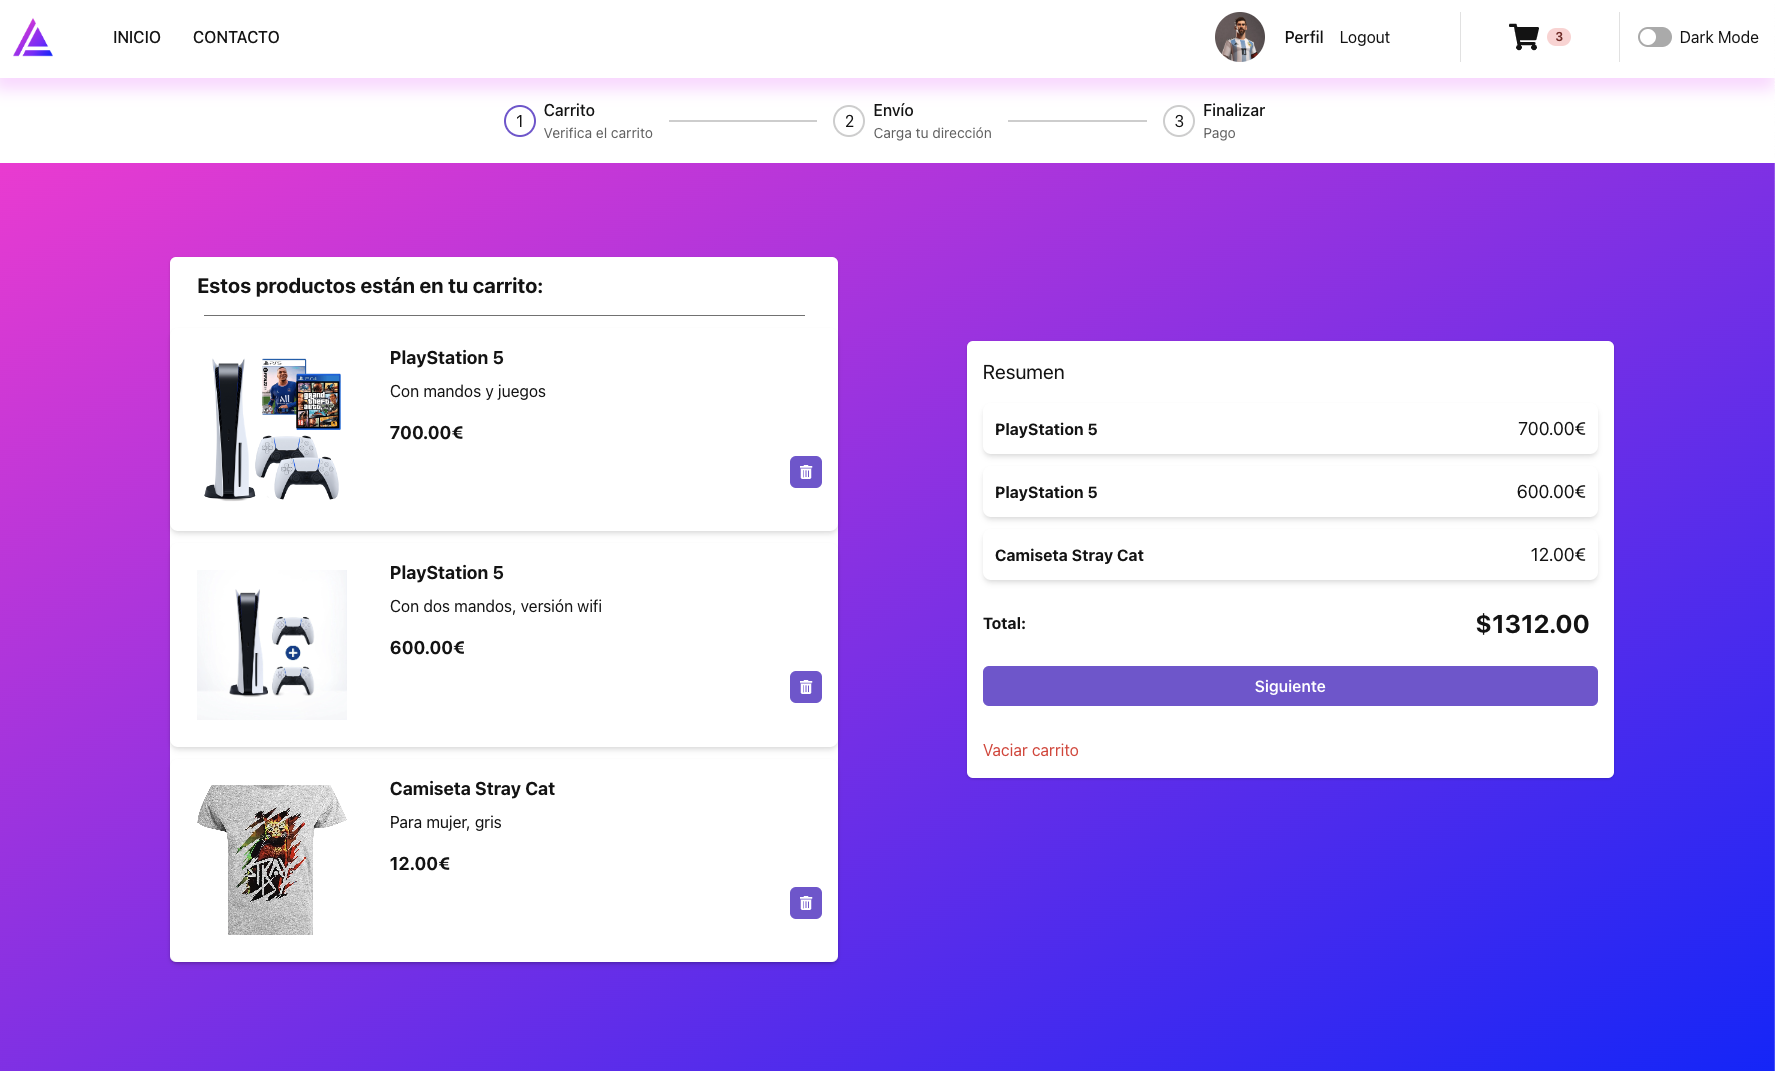 INICIO
CONTACTO
Perfil
Logout
3
Dark Mode
1
Carrito
Verifica el carrito
2
Envío
Carga tu dirección
3
Finalizar
Pago
Estos productos están en tu carrito:
PlayStation 5
Con mandos y juegos
700.00€
PlayStation 5
Con dos mandos, versión wifi
600.00€
Camiseta Stray Cat
Para mujer, gris
12.00€
Resumen
PlayStation 5
700.00€
PlayStation 5
600.00€
Camiseta Stray Cat
12.00€
Total:
$1312.00
Siguiente
Vaciar carrito